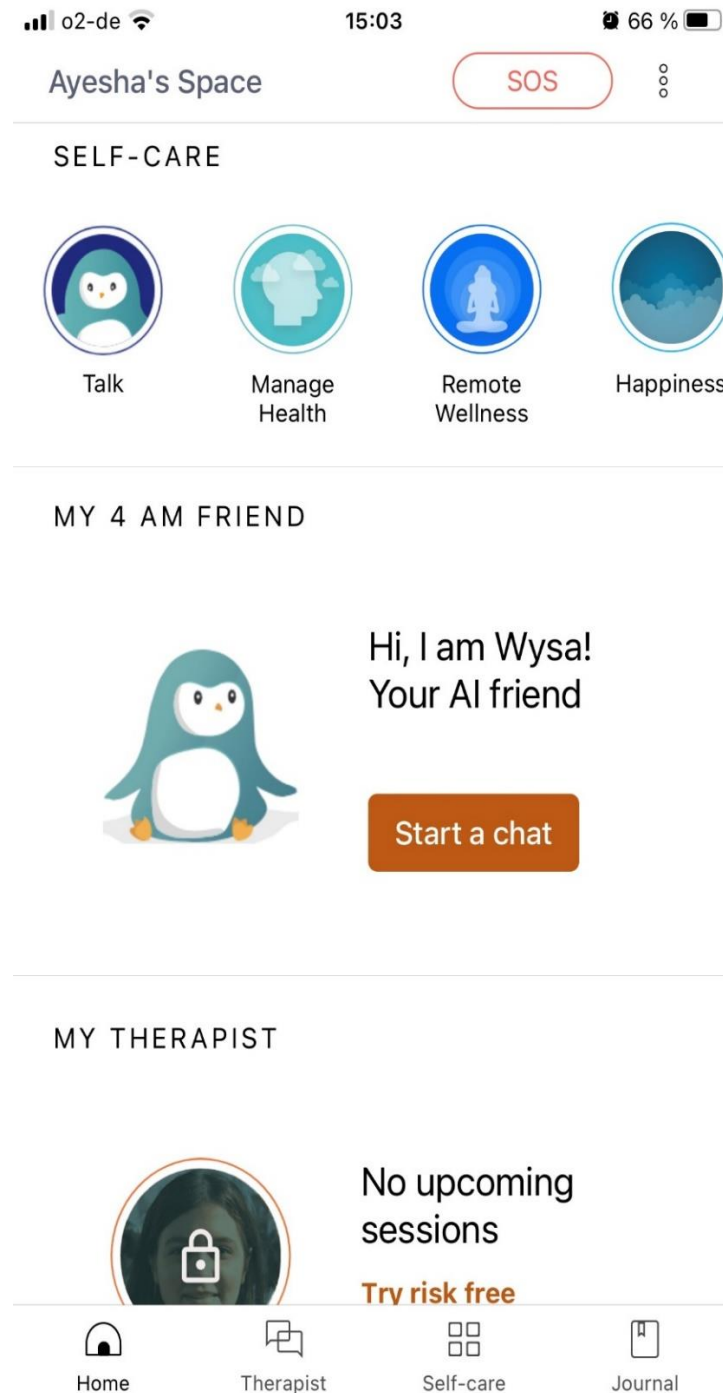 o2-de 15:03 66 %
Ayesha's Space SOS
SELF-CARE
Talk
Manage
Health
Remote
Wellness
Happiness
MY 4 AM FRIEND
Hi, I am Wysa!
Your AI friend
Start a chat
MY THERAPIST
No upcoming
sessions
Try risk free
Home Therapist Self-care Journal